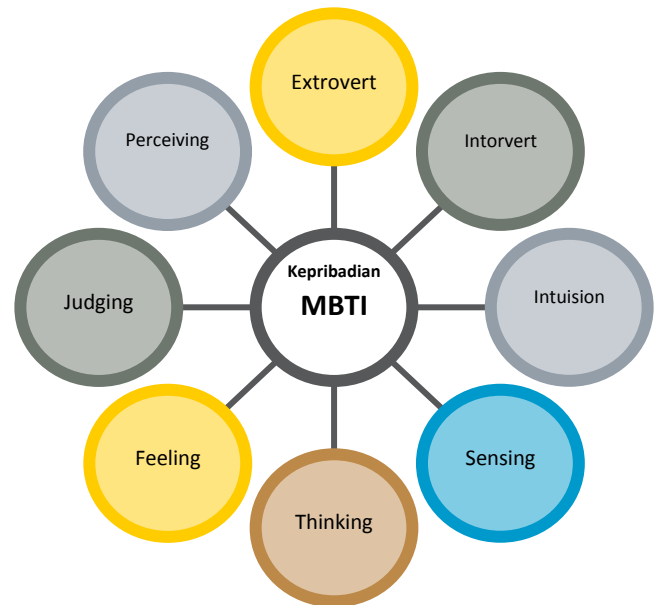 Extrovert
Perceiving
Intorvert
Kepribadian
MBTI
Judging
Intuision
Feeling
Sensing
Thinking